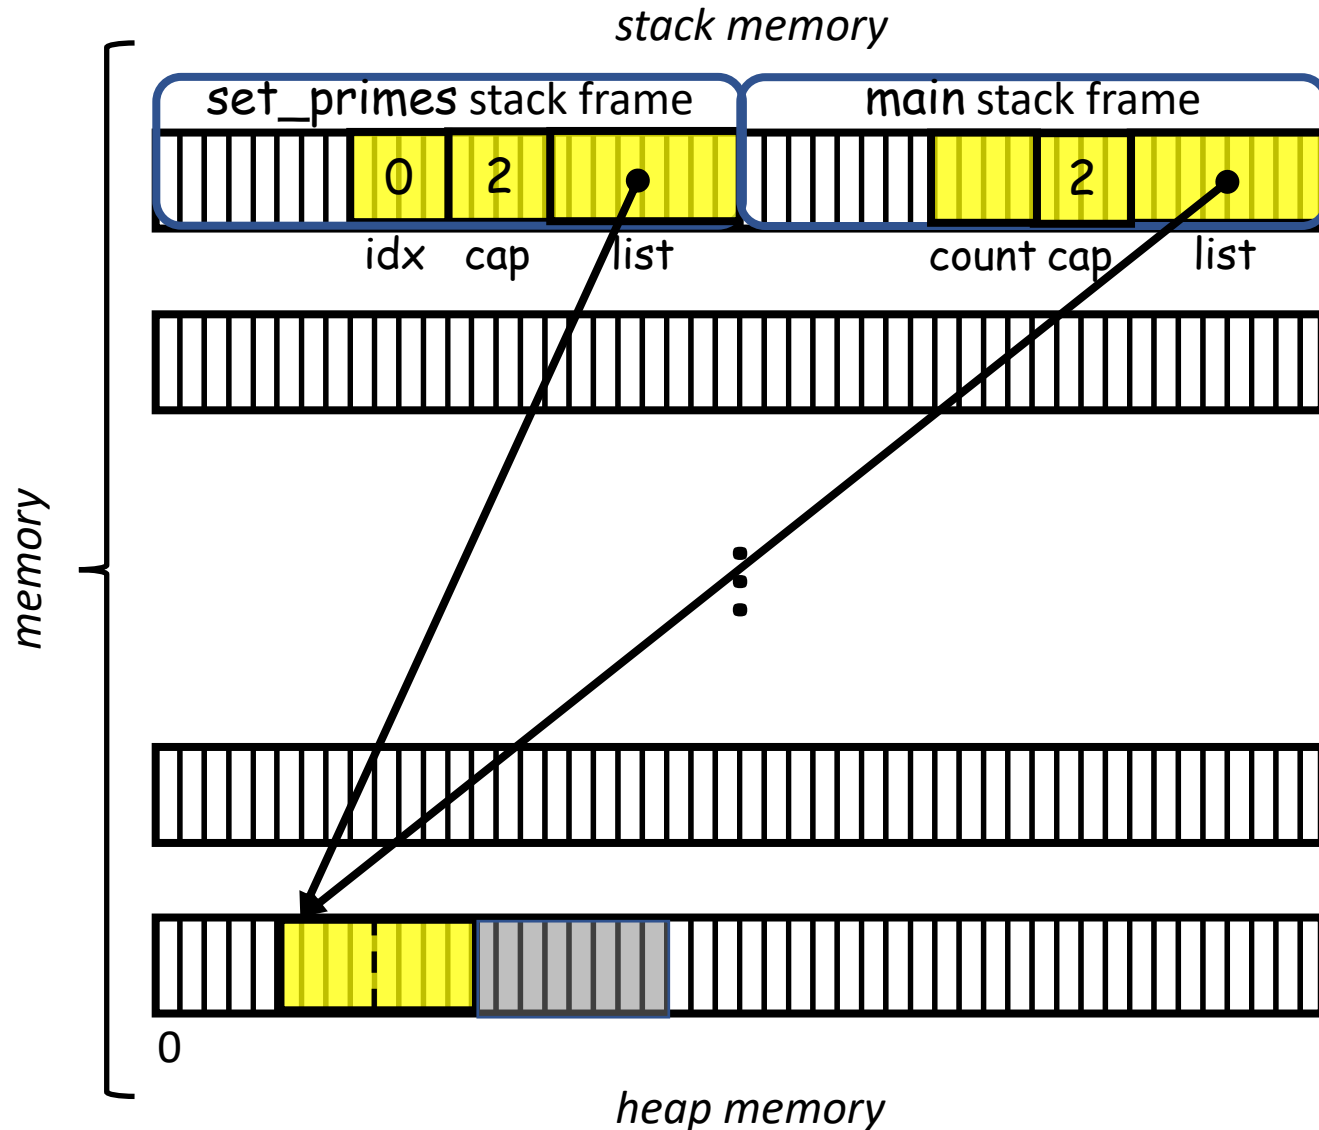 stack memory
set_primes stack frame
main stack frame
0 2
2
idx cap list
count cap list
memory
0
heap memory